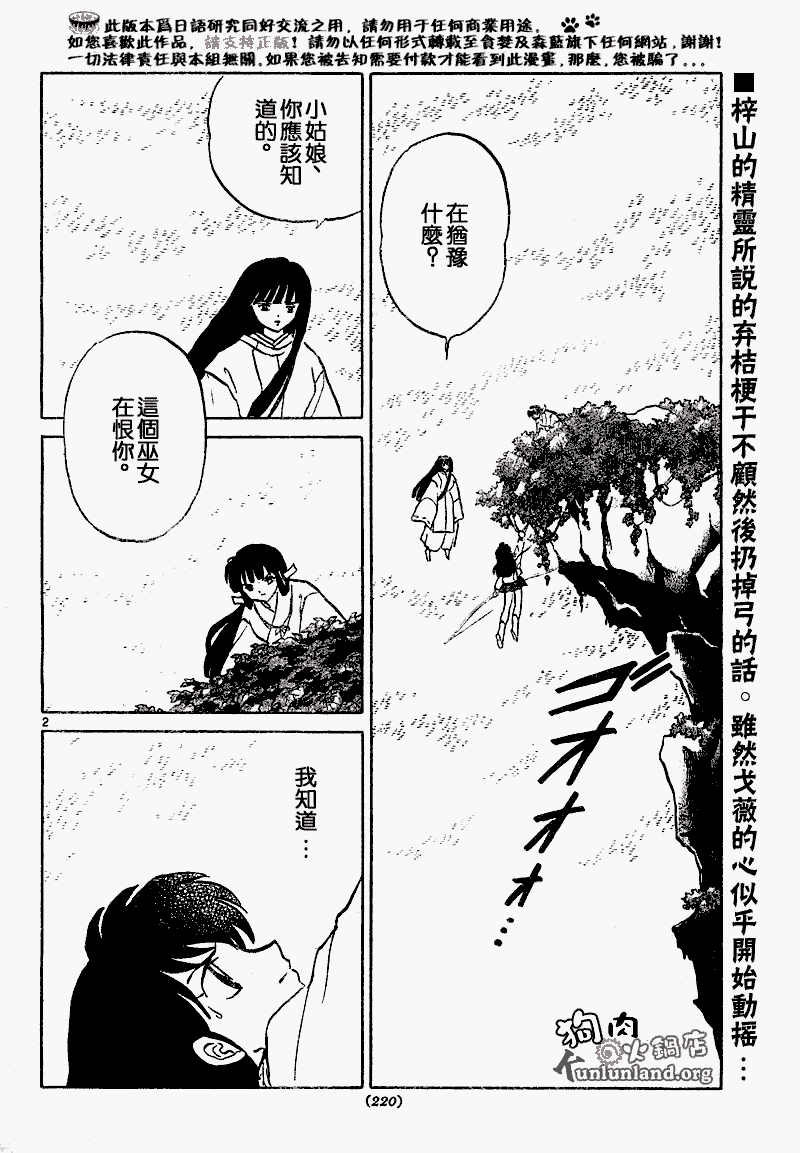 此版本爲日語研究同好交流之用，請勿用于任何商業用途。
如您喜歡此作品，請支持正版！請勿以任何形式轉載至貪婪及森藍旗下任何網站，謝謝！
一切法律責任與本組無關，如果您被告知需要付款才能看到此漫畫，那麼，您被騙了...
■梓山的精靈所說的弃桔梗于不顧然後扔掉弓的話。雖然戈薇的心似乎開始動摇…
在猶豫
什麼？
ゴオオオオ…
小姑娘、
你應該知
道的。
這個巫女
在恨你。
2
我知道…
狗肉
火鍋店
Kunlunland.org
(220)